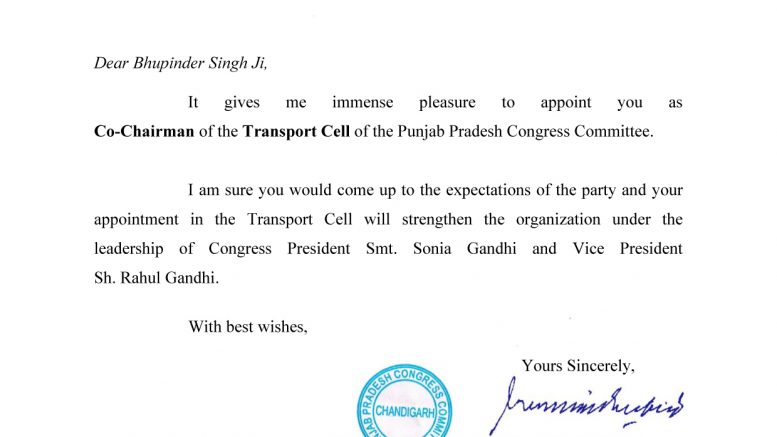 Dear Bhupinder Singh Ji,
It gives me immense pleasure to appoint you as
Co-Chairman of the Transport Cell of the Punjab Pradesh Congress Committee.
I am sure you would come up to the expectations of the party and your
appointment in the Transport Cell will strengthen the organization under the
leadership of Congress President Smt. Sonia Gandhi and Vice President
Sh. Rahul Gandhi.
With best wishes,
Yours Sincerely,
PRADESH CONGRESS
CHANDIGARH